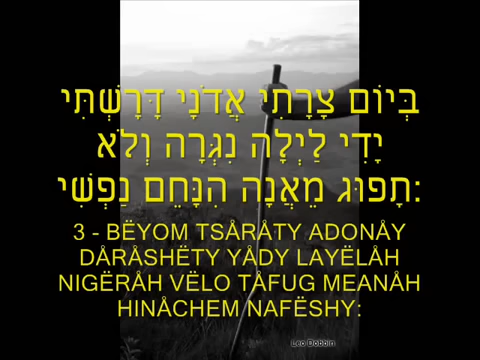 בְּיוֹם צָרָתִי אֲדֹנָי דָּרָשְׁתִּי
יָדִי לַיְלָה נִגְּרָה וְלֹא
תָפוּג מֵאֲנָה הִנָּחֵם נַפְשִׁי:
3 - BËYOM TSÅRÅTY ADONÅY
DÅRÅSHËTY YÅDY LAYËLÅH
NIGËRÅH VËLO TÅFUG MEANÅH
HINÅCHEM NAFËSHY:
Leo Dobbin